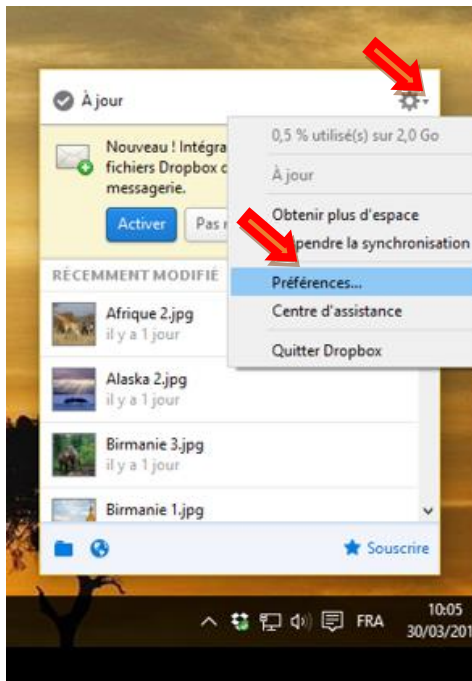 À jour
0,5 % utilisé(s) sur 2,0 Go
Nouveau ! Intégra
fichiers Dropbox
messagerie.
À jour
Obtenir plus d'espace
pendre la synchronisation
Activer
Pas
RÉCEMMENT MODIFIÉ
Préférences...
Afrique 2.jpg
il y a 1 jour
Centre d'assistance
Quitter Dropbox
Alaska 2.jpg
il y a 1 jour
Birmanie 3.jpg
il y a 1 jour
Birmanie 1.jpg
Souscrire
FRA
10:05
30/03/201